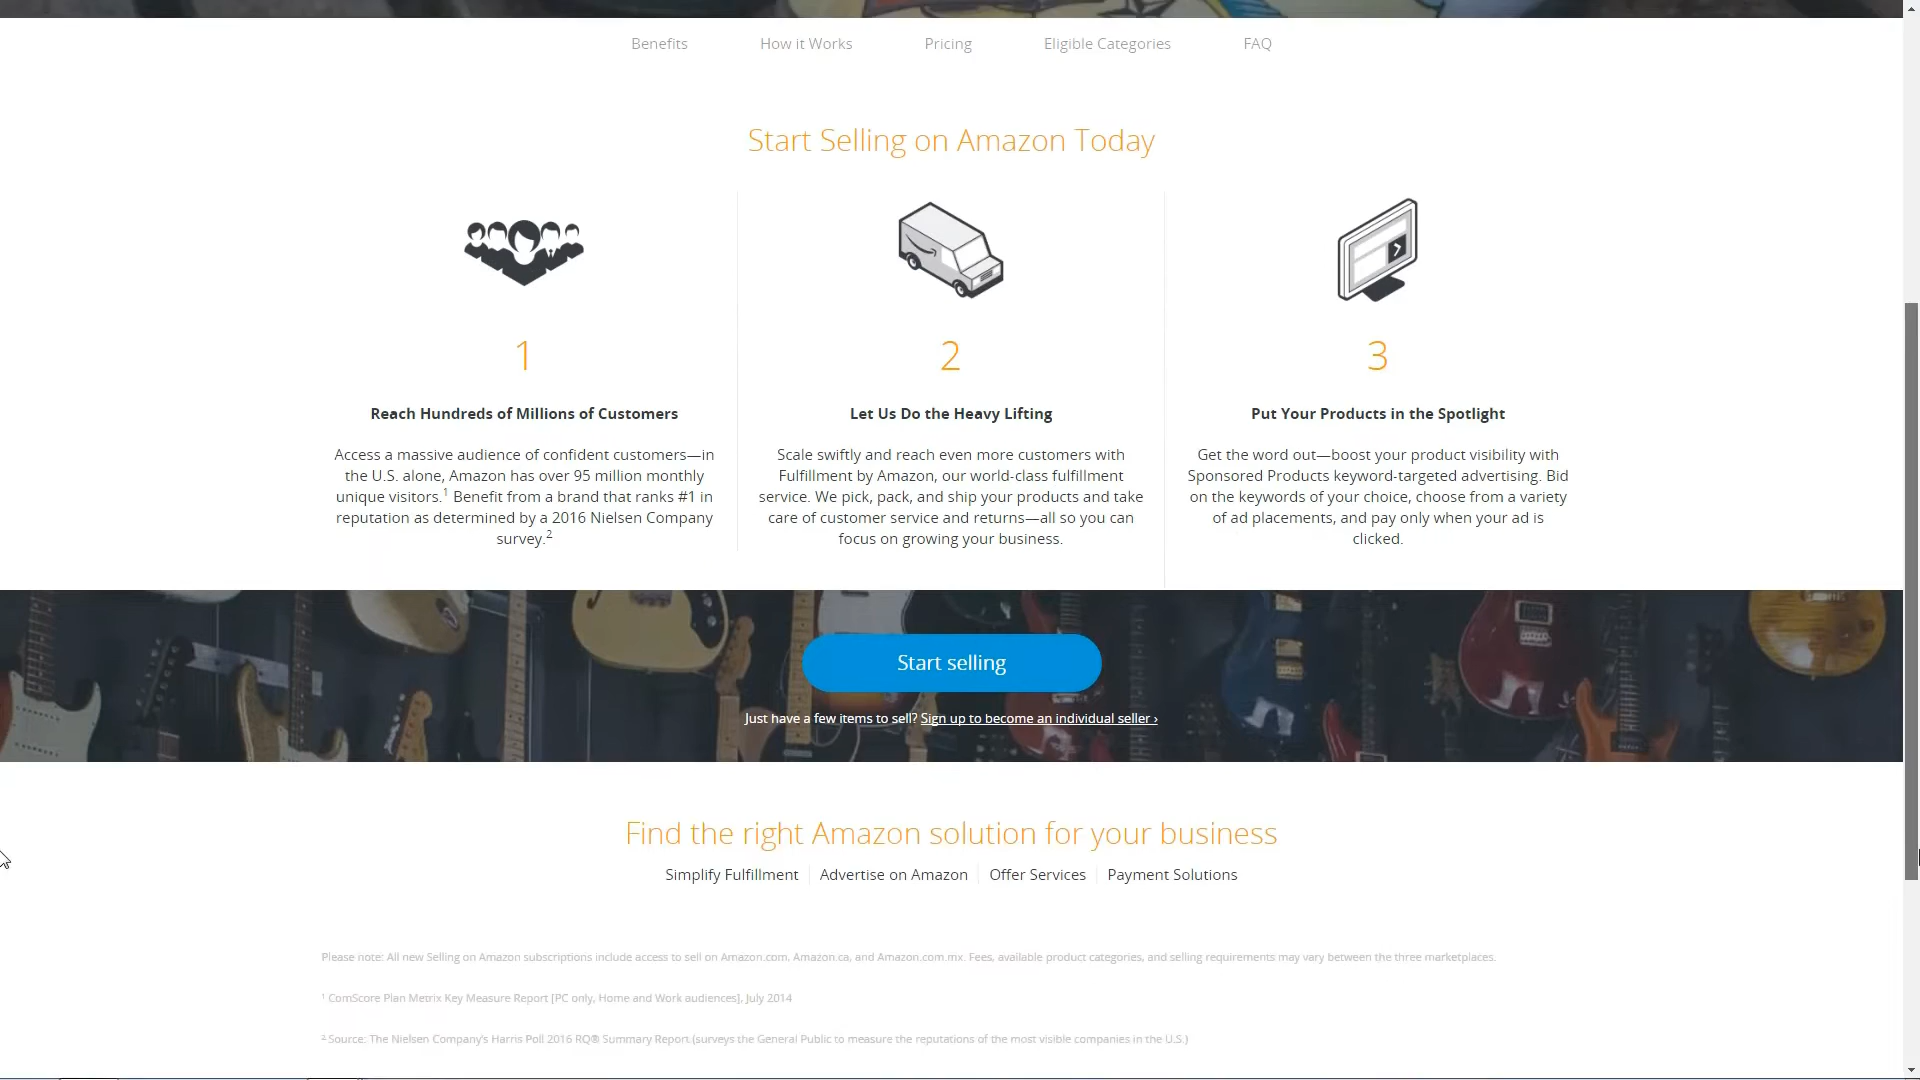 Benefits How it Works Pricing Eligible Categories FAQ
Start Selling on Amazon Today
1
Reach Hundreds of Millions of Customers
Access a massive audience of confident customers—in
the U.S. alone, Amazon has over 95 million monthly
unique visitors.¹ Benefit from a brand that ranks #1 in
reputation as determined by a 2016 Nielsen Company
survey.²
2
Let Us Do the Heavy Lifting
Scale swiftly and reach even more customers with
Fulfillment by Amazon, our world-class fulfillment
service. We pick, pack, and ship your products and take
care of customer service and returns—all so you can
focus on growing your business.
3
Put Your Products in the Spotlight
Get the word out—boost your product visibility with
Sponsored Products keyword-targeted advertising. Bid
on the keywords of your choice, choose from a variety
of ad placements, and pay only when your ad is
clicked.
Start selling
Just have a few items to sell? Sign up to become an individual seller ›
Find the right Amazon solution for your business
Simplify Fulfillment Advertise on Amazon Offer Services Payment Solutions
Please note: All new Selling on Amazon subscriptions include access to sell on Amazon.com, Amazon.ca, and Amazon.com.mx. Fees, available product categories, and selling requirements may vary between the three marketplaces.
¹ ComScore Plan Metrix Key Measure Report [PC only, Home and Work audiences], July 2014
² Source: The Nielsen Company's Harris Poll 2016 RQ® Summary Report (surveys the General Public to measure the reputations of the most visible companies in the U.S.)